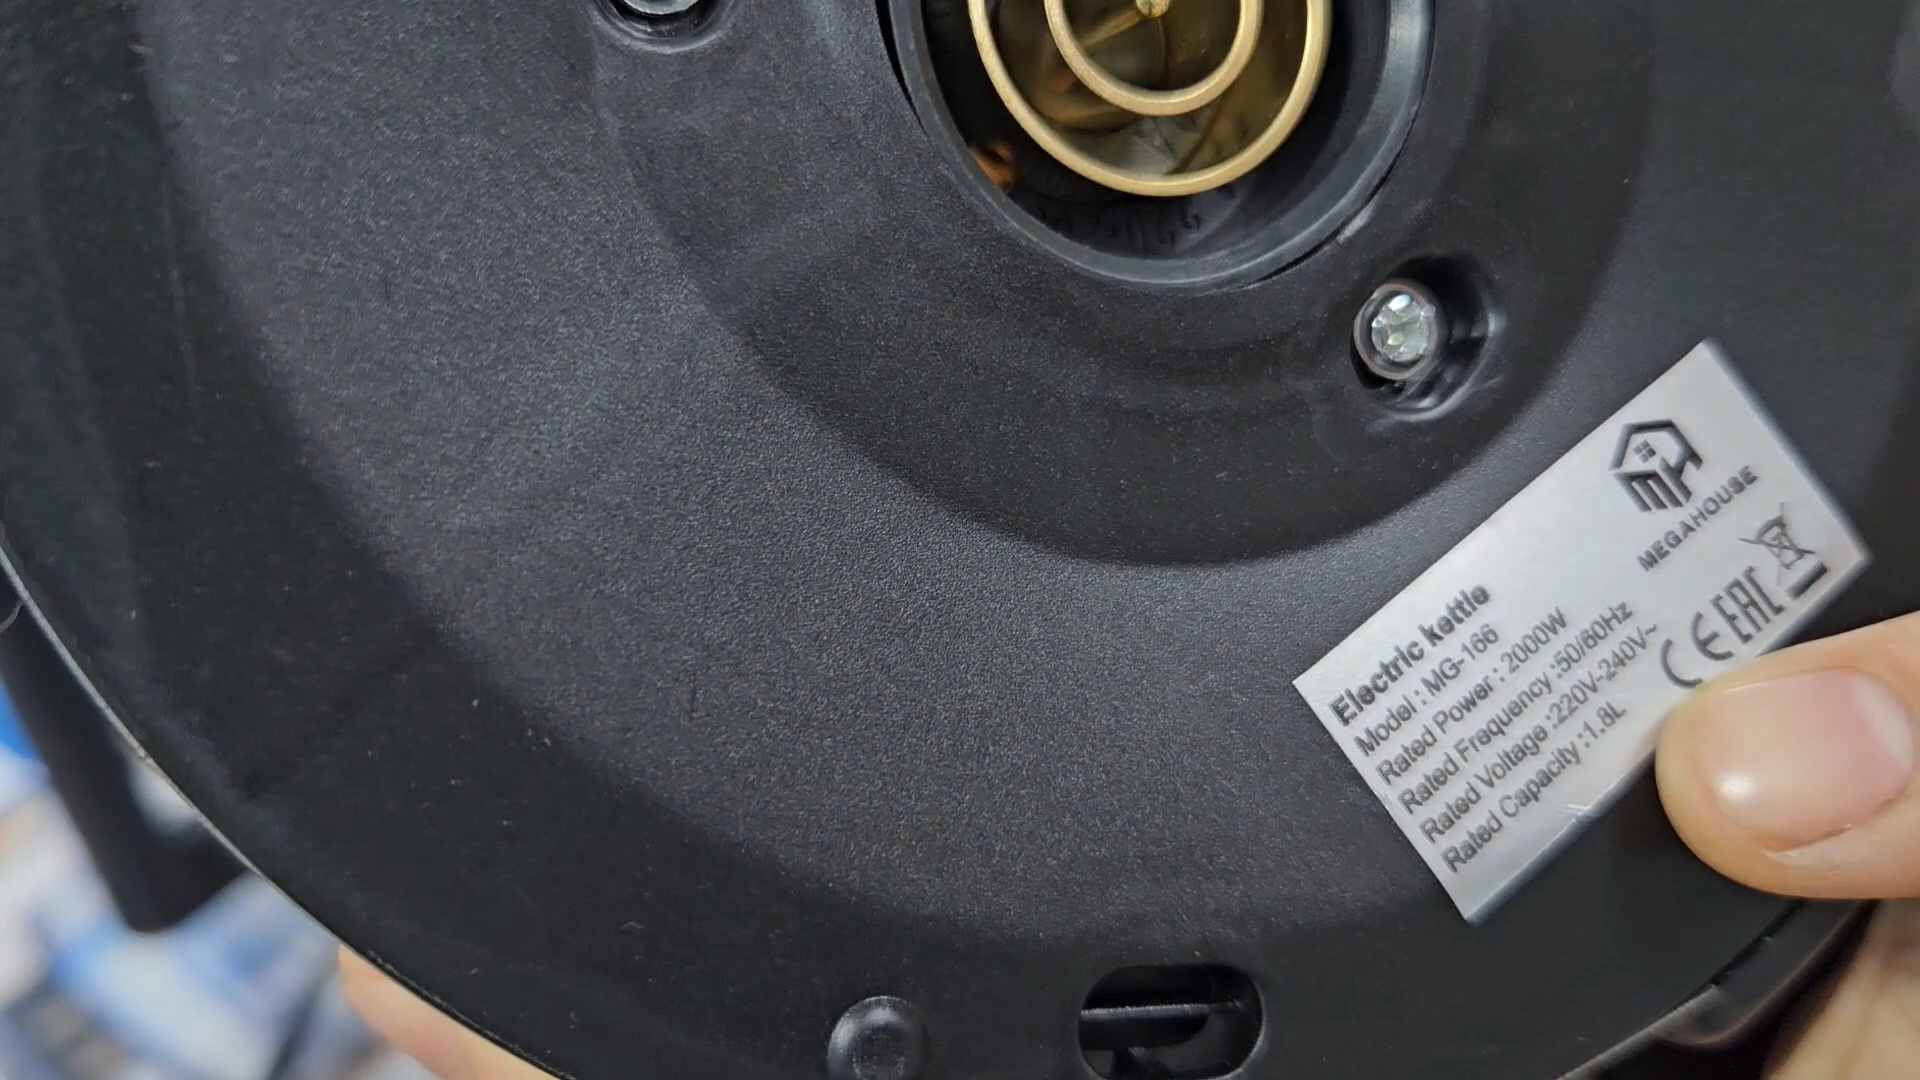 MEGAHOUSE
Electric kettle
Model : MG-166
Rated Power : 2000W
Rated Frequency :50/60Hz
Rated Voltage :220V-240V~
Rated Capacity :1.8L
CE EAC